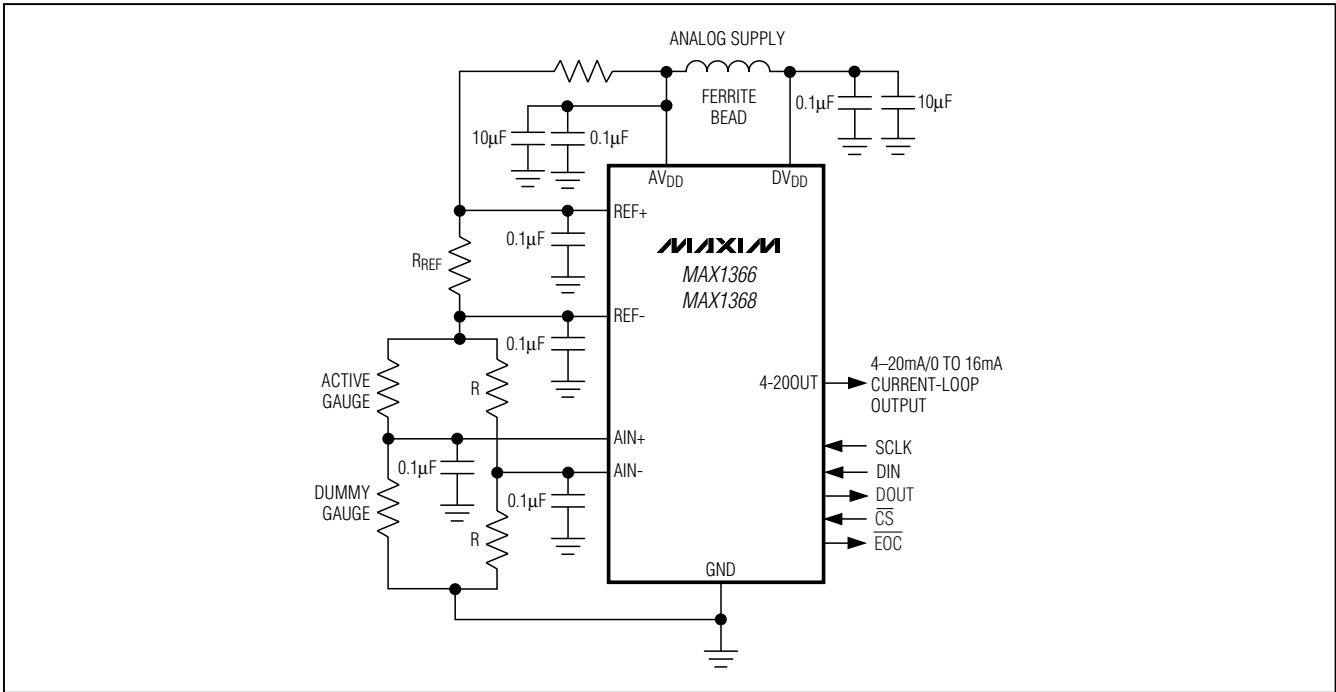 ANALOG SUPPLY
FERRITE
BEAD
0.1µF
10µF
10µF
0.1µF
AVDD
DVDD
REF+
0.1µF
MAXIM
MAX1366
MAX1368
RREF
REF-
0.1µF
ACTIVE
GAUGE
R
4-20OUT
4–20mA/0 TO 16mA
CURRENT-LOOP
OUTPUT
AIN+
0.1µF
AIN-
0.1µF
DUMMY
GAUGE
R
SCLK
DIN
DOUT
CS
EOC
GND